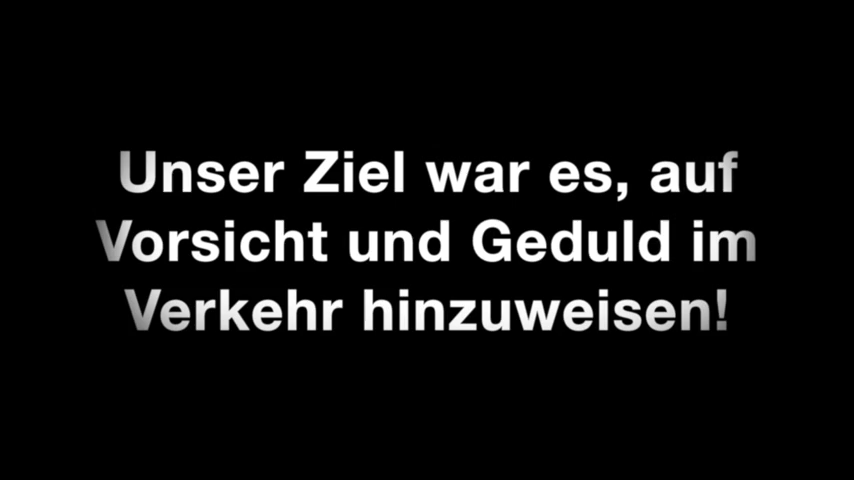 Unser Ziel war es, auf
Vorsicht und Geduld im
Verkehr hinzuweisen!